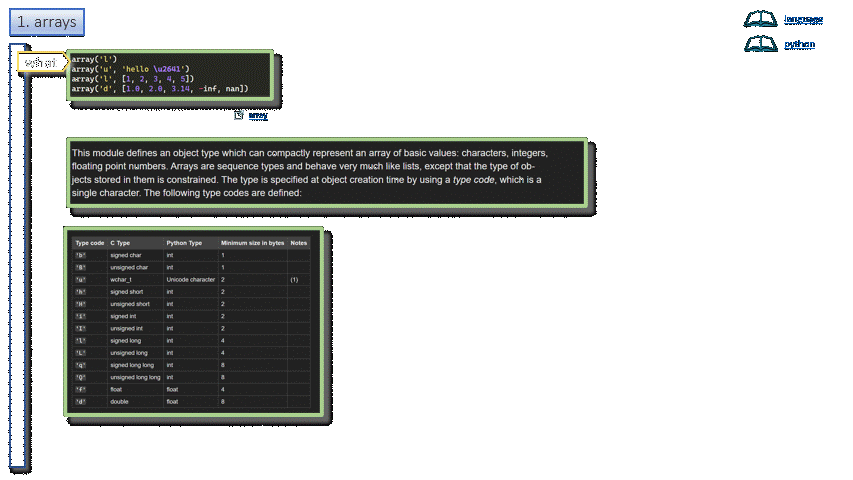 1. arrays
language
python
array('l')
array('u', 'hello \u2641')
array('l', [1, 2, 3, 4, 5])
array('d', [1.0, 2.0, 3.14, -inf, nan])
array
This module defines an object type which can compactly represent an array of basic values: characters, integers,
floating point numbers. Arrays are sequence types and behave very much like lists, except that the type of ob-
jects stored in them is constrained. The type is specified at object creation time by using a type code, which is a
single character. The following type codes are defined:
Type code C Type Python Type Minimum size in bytes Notes
'b' signed char int 1
'B' unsigned char int 1
'u' wchar_t Unicode character 2 (1)
'h' signed short int 2
'H' unsigned short int 2
'i' signed int int 2
'I' unsigned int int 2
'l' signed long int 4
'L' unsigned long int 4
'q' signed long long int 8
'Q' unsigned long long int 8
'f' float float 4
'd' double float 8